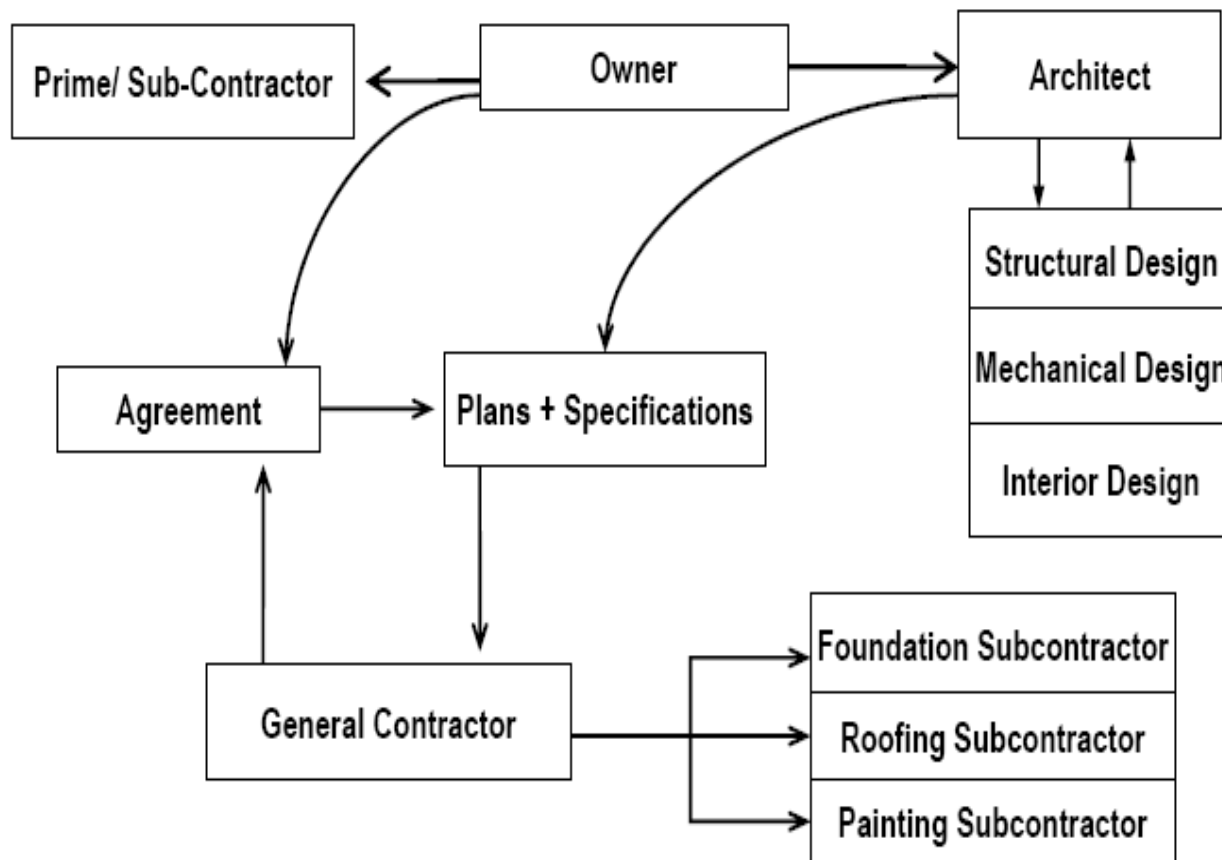 Prime/ Sub-Contractor
Owner
Architect
Structural Design
Mechanical Design
Interior Design
Agreement
Plans + Specifications
General Contractor
Foundation Subcontractor
Roofing Subcontractor
Painting Subcontractor